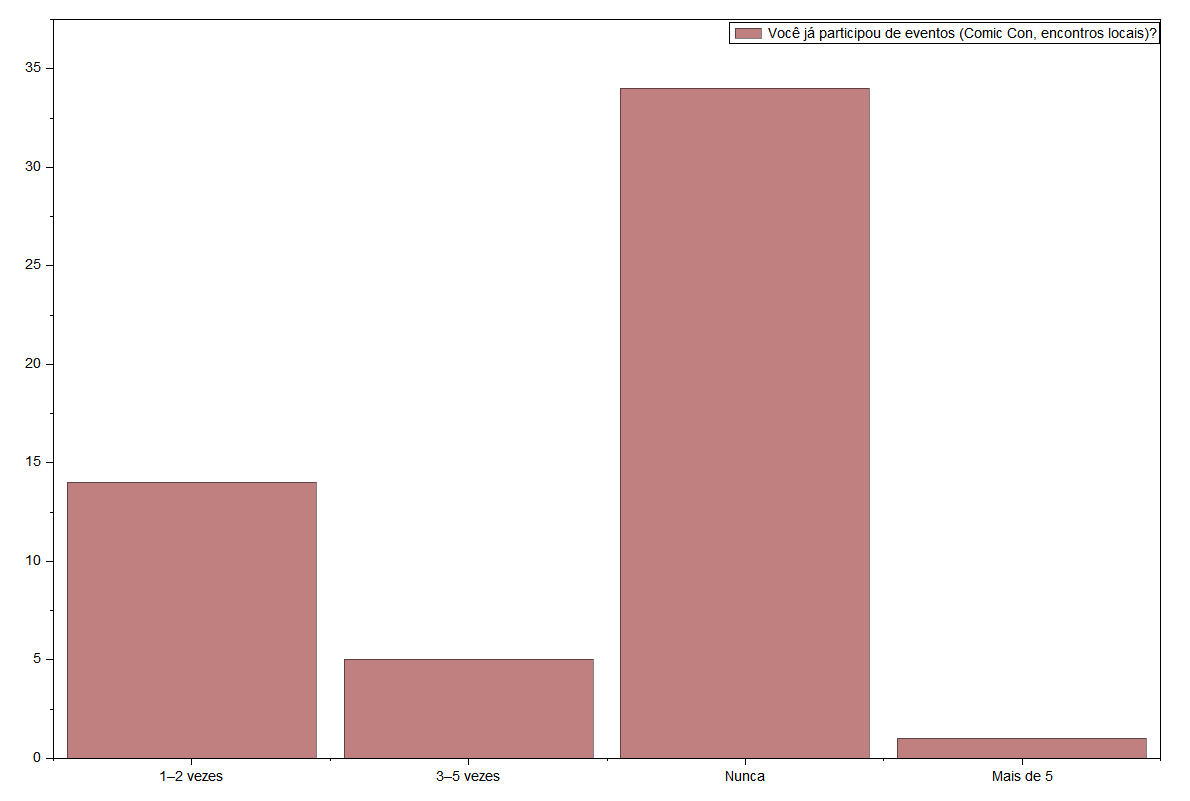 Você já participou de eventos (Comic Con, encontros locais)?
35
30
25
20
15
10
5
0
1–2 vezes
3–5 vezes
Nunca
Mais de 5